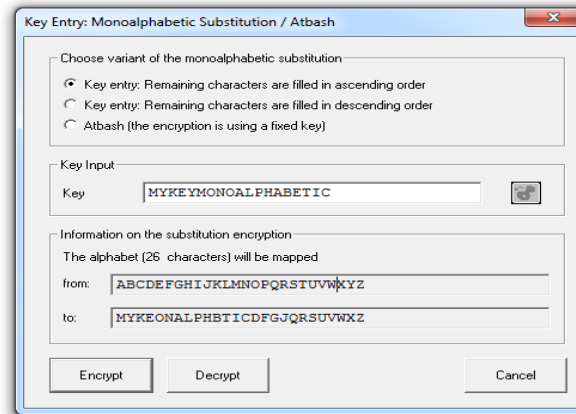 Key Entry: Monoalphabetic Substitution / Atbash
Choose variant of the monoalphabetic substitution
Key entry: Remaining characters are filled in ascending order
Key entry: Remaining characters are filled in descending order
Atbash (the encryption is using a fixed key)
Key Input
Key MYKEYMONOALPHABETIC
Information on the substitution encryption
The alphabet (26 characters) will be mapped
from: ABCDEFGHIJKLMNOPQRSTUVWXYZ
to: MYKEONALPHBTICDFGJQRSUVWXZ
Encrypt Decrypt Cancel